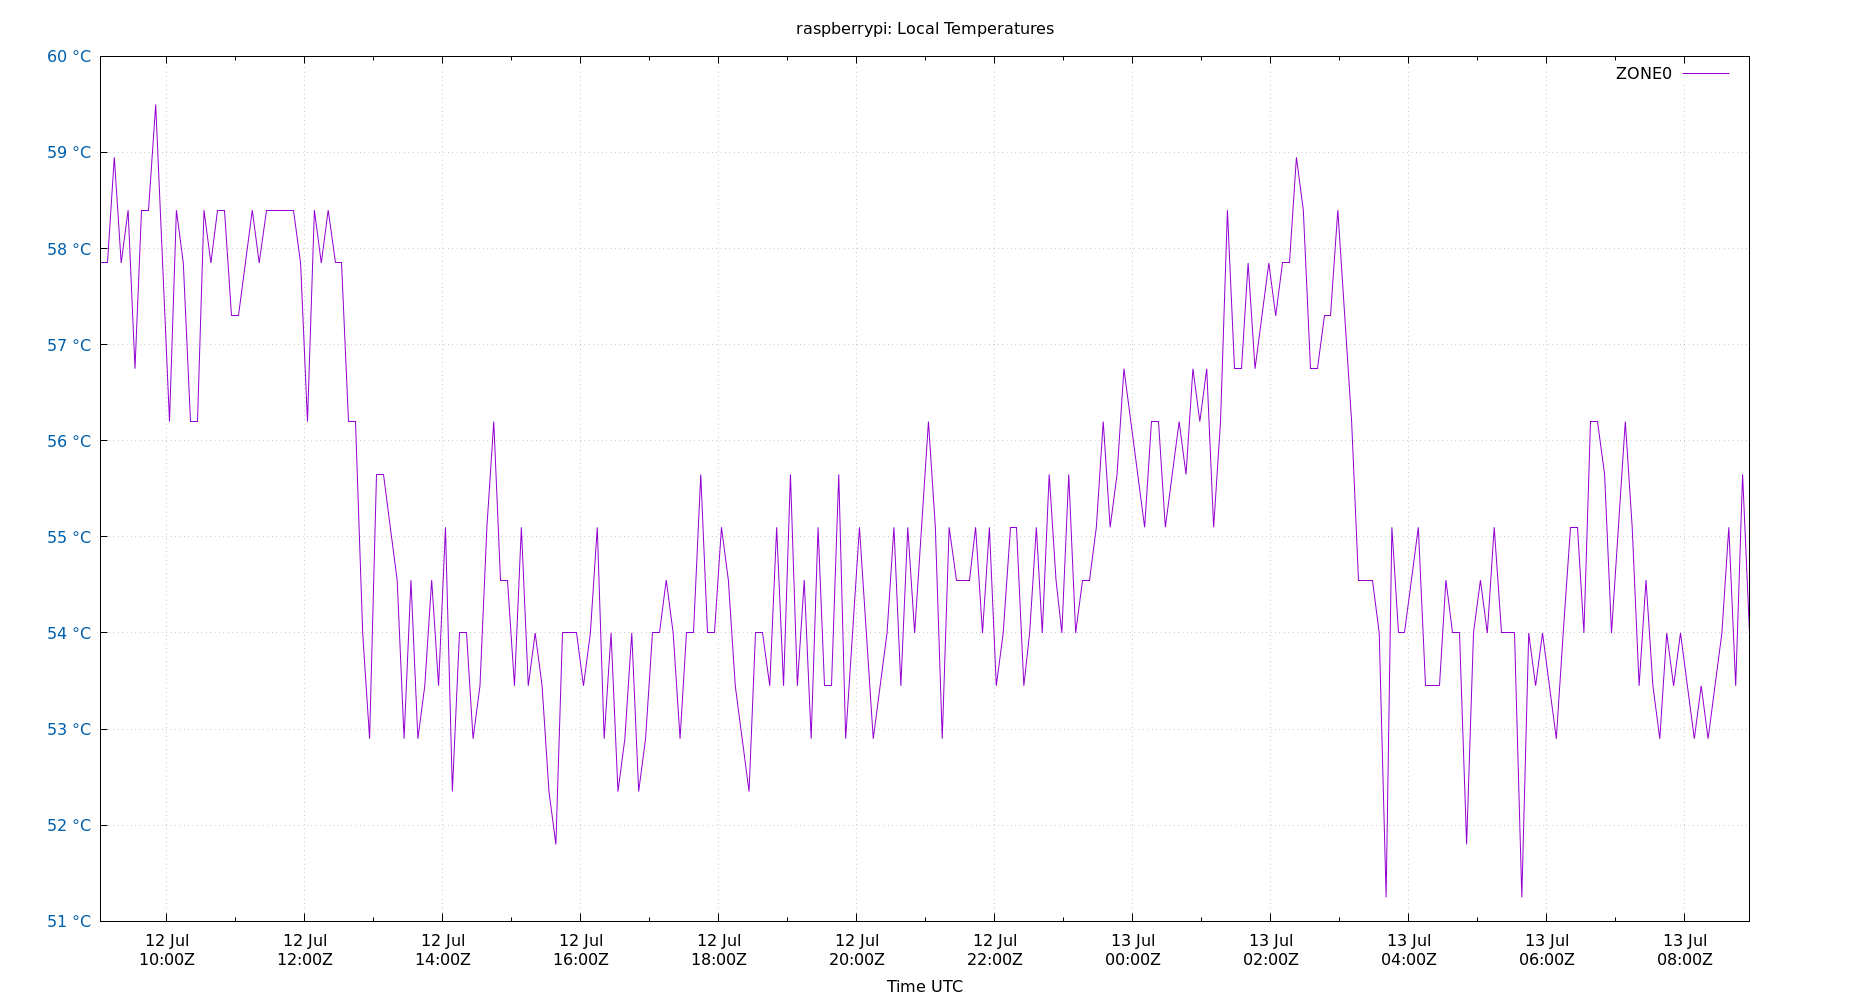 raspberrypi: Local Temperatures
60 °C
ZONE0
59 °C
58 °C
57 °C
56 °C
55 °C
54 °C
53 °C
52 °C
51 °C
12 Jul 12 Jul 12 Jul 12 Jul 12 Jul 12 Jul 12 Jul 13 Jul 13 Jul 13 Jul 13 Jul 13 Jul
10:00Z 12:00Z 14:00Z 16:00Z 18:00Z 20:00Z 22:00Z 00:00Z 02:00Z 04:00Z 06:00Z 08:00Z
Time UTC